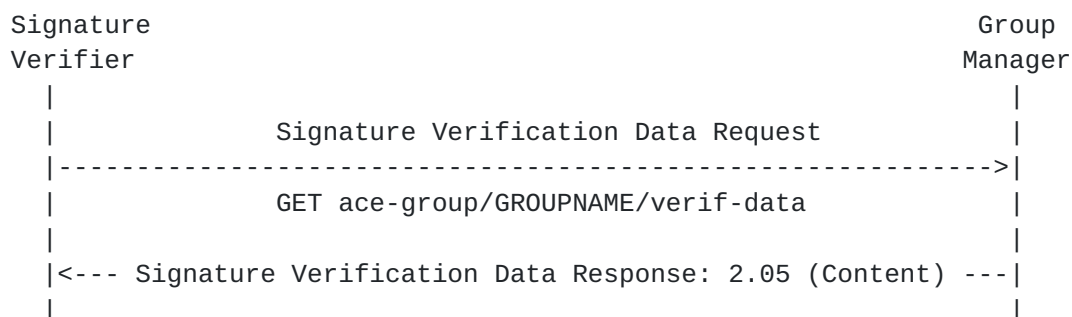 Signature Group
Verifier Manager
Signature Verification Data Request
GET ace-group/GROUPNAME/verif-data
<--- Signature Verification Data Response: 2.05 (Content) ---